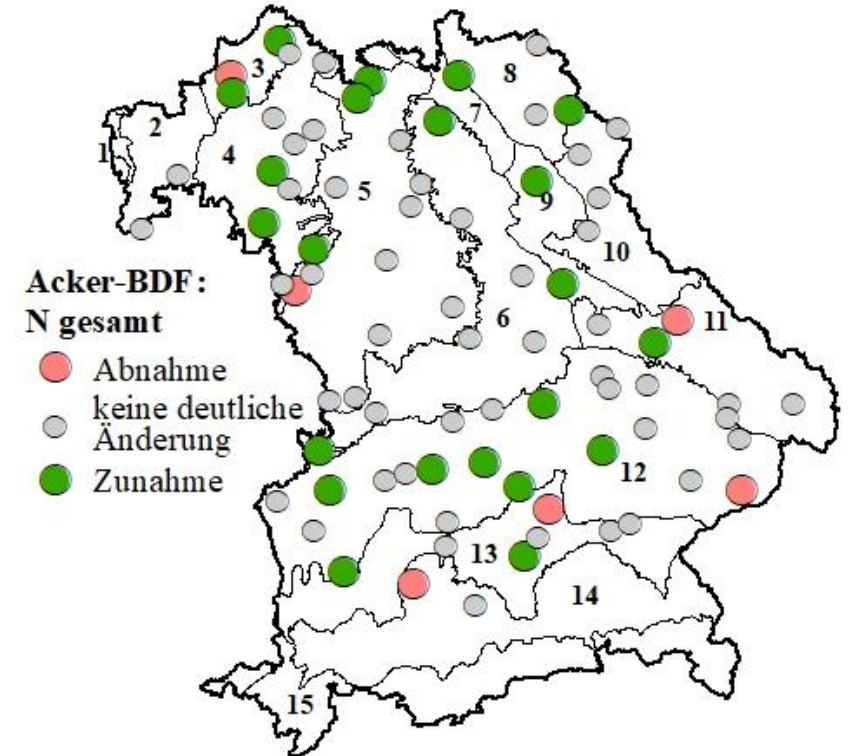 3
8
2
7
1
4
5
9
10
Acker-BDF:
N gesamt
6
11
Abnahme
keine deutliche
Änderung
Zunahme
12
13
14
15